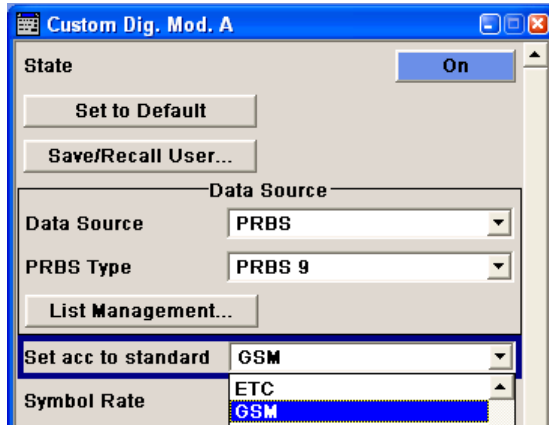 Custom Dig. Mod. A
State On
Set to Default
Save/Recall User...
Data Source
Data Source PRBS
PRBS Type PRBS 9
List Management...
Set acc to standard GSM
ETC
Symbol Rate
GSM